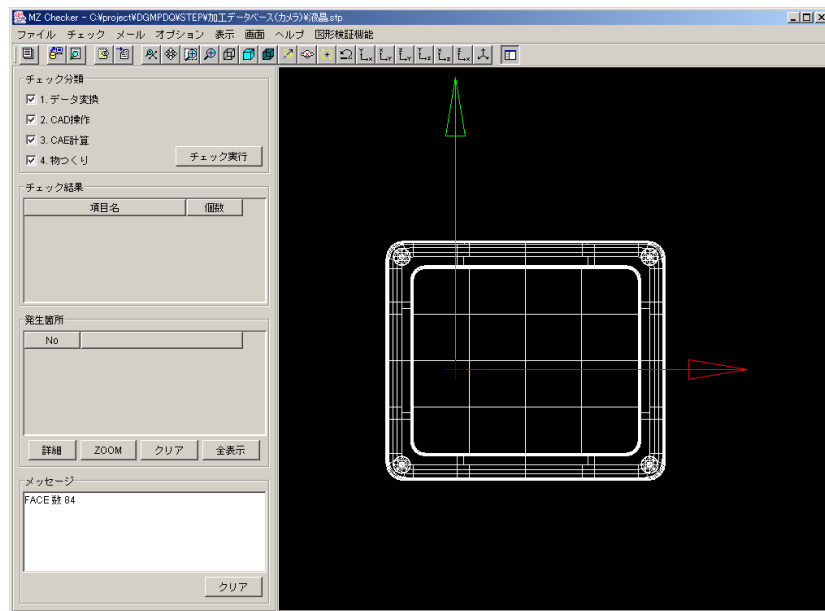 MZ Checker - C:¥project¥DGMPDQ¥STEP¥加工データベース(カメラ)¥液晶.stp
ファイル チェック メール オプション 表示 画面 ヘルプ 図形検証機能
チェック分類
1. データ変換
2. CAD操作
3. CAE計算
4. 物つくり
チェック実行
チェック結果
項目名 個数
発生箇所
No
詳細 ZOOM クリア 全表示
メッセージ
FACE 数 84
クリア